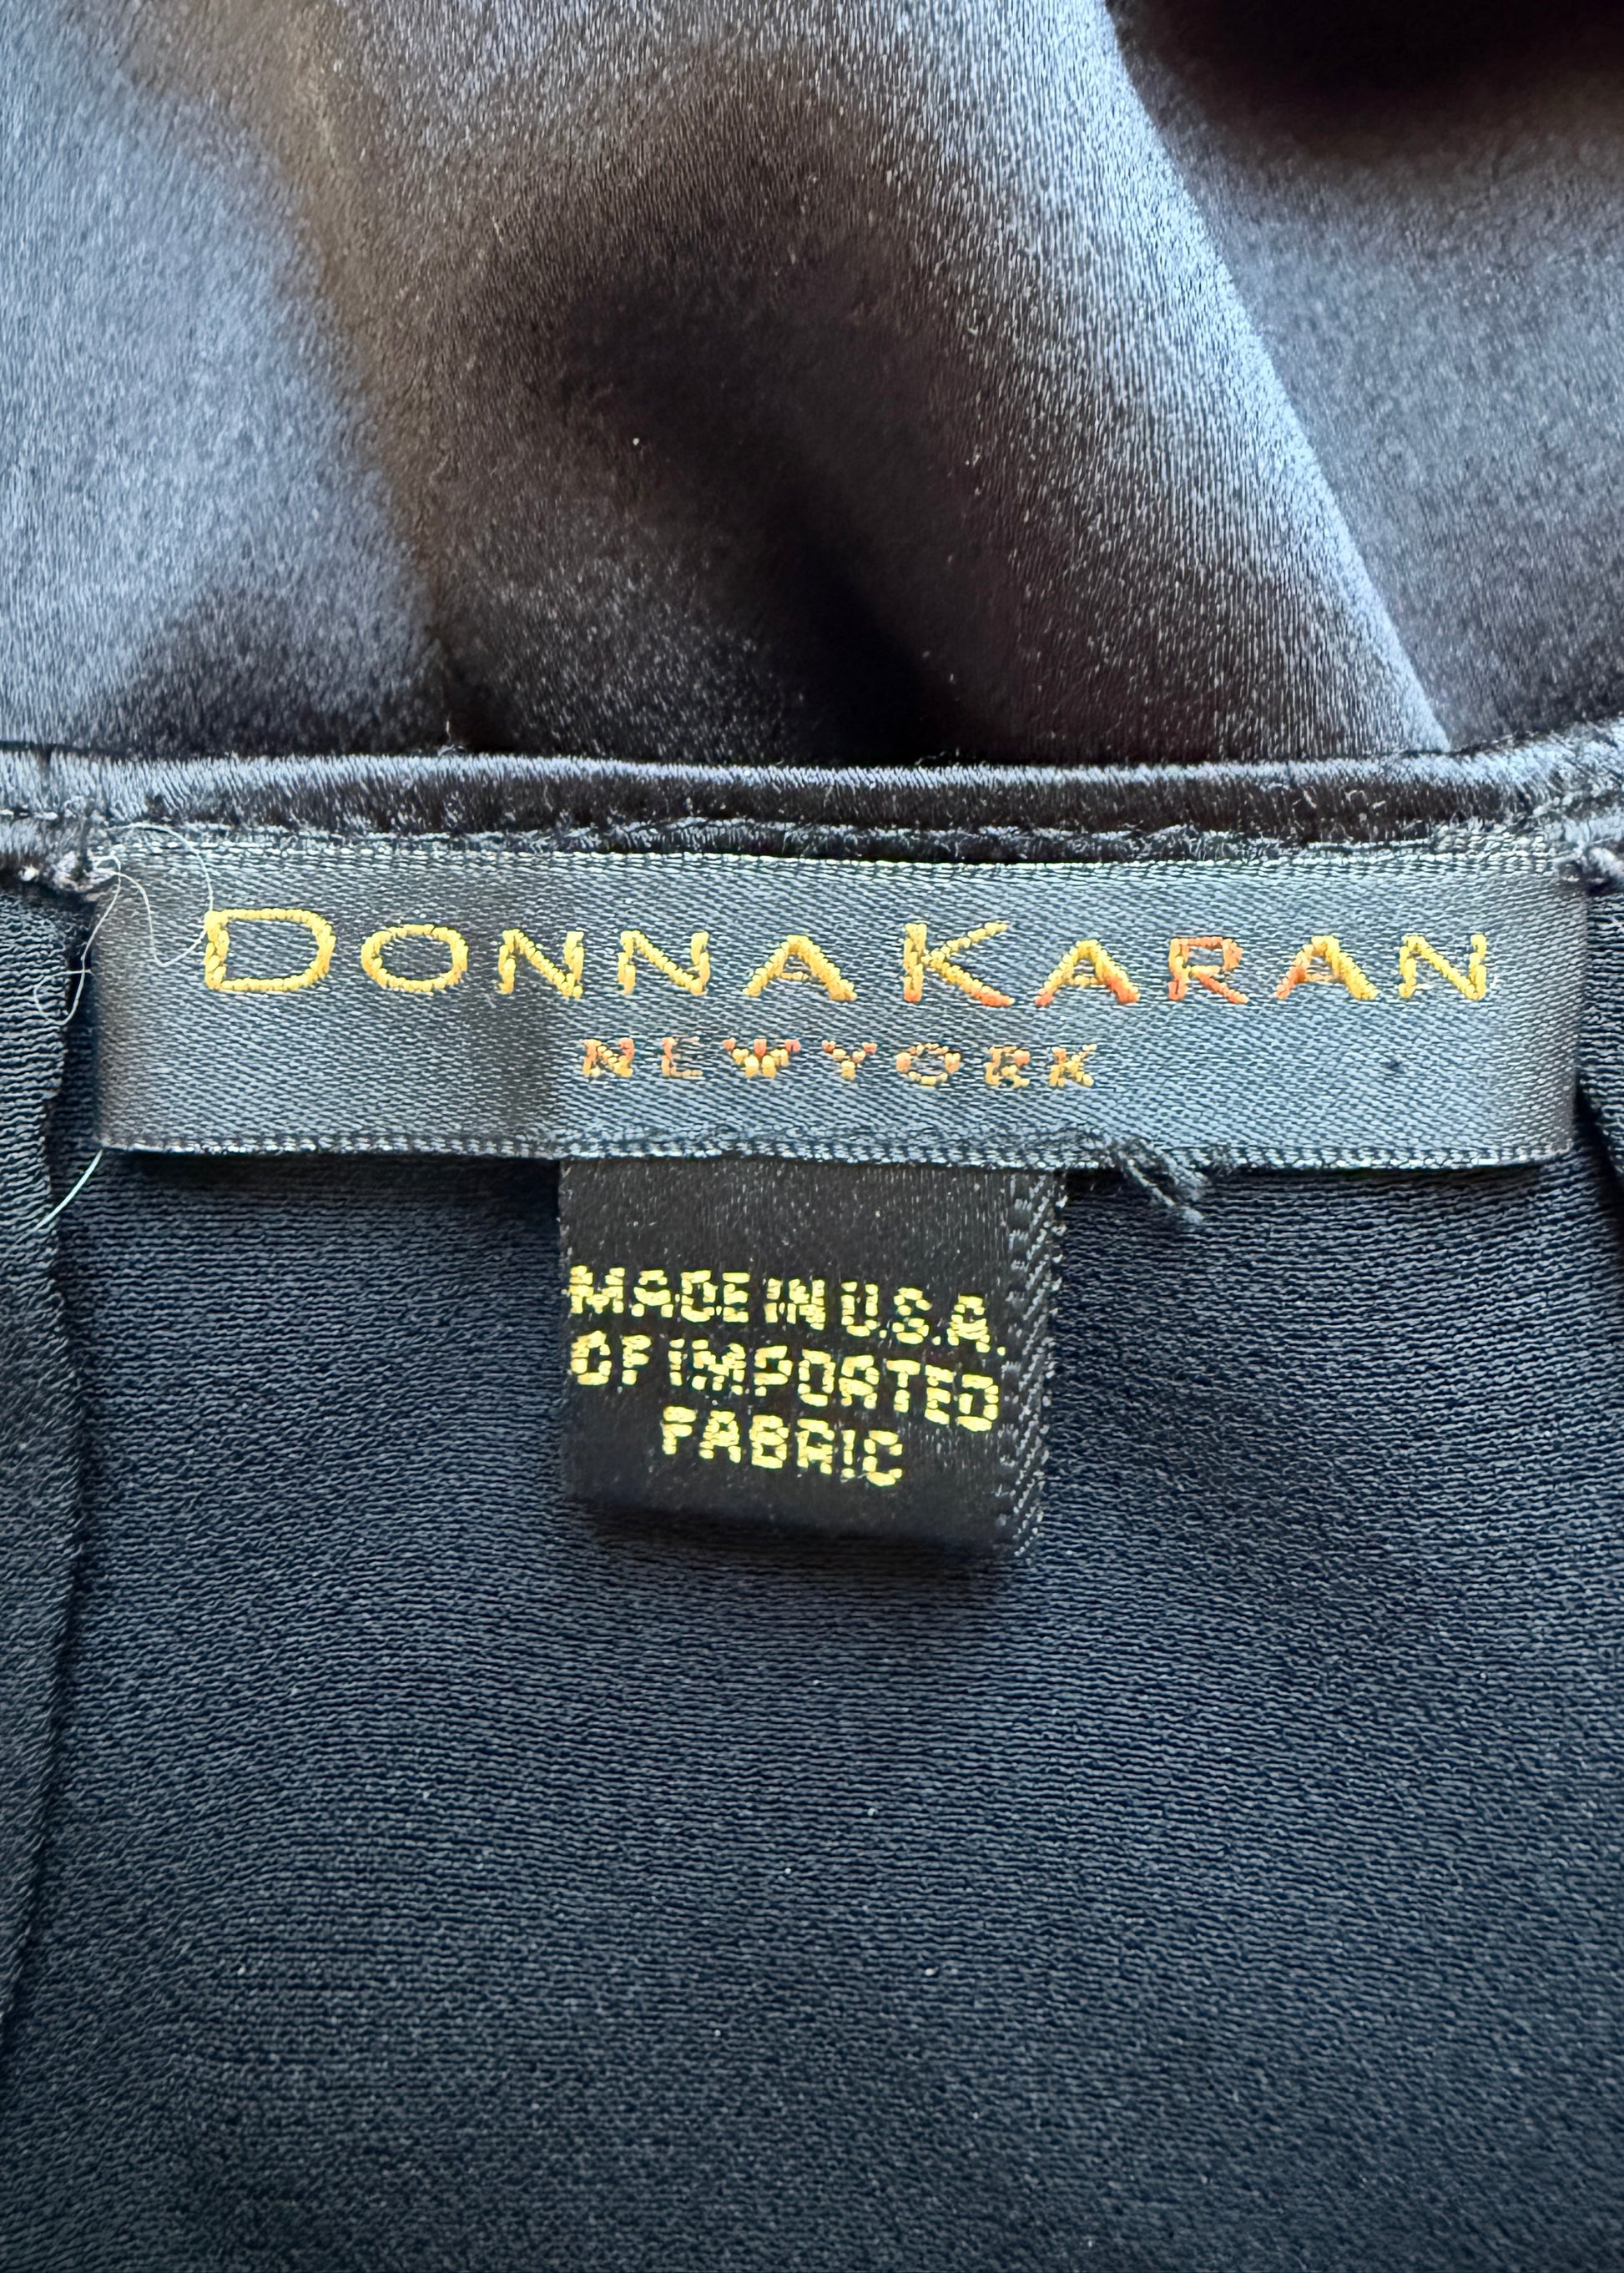 DONNA KARAN
NEW YORK
MADE IN U.S.A.
OF IMPORTED
FABRIC